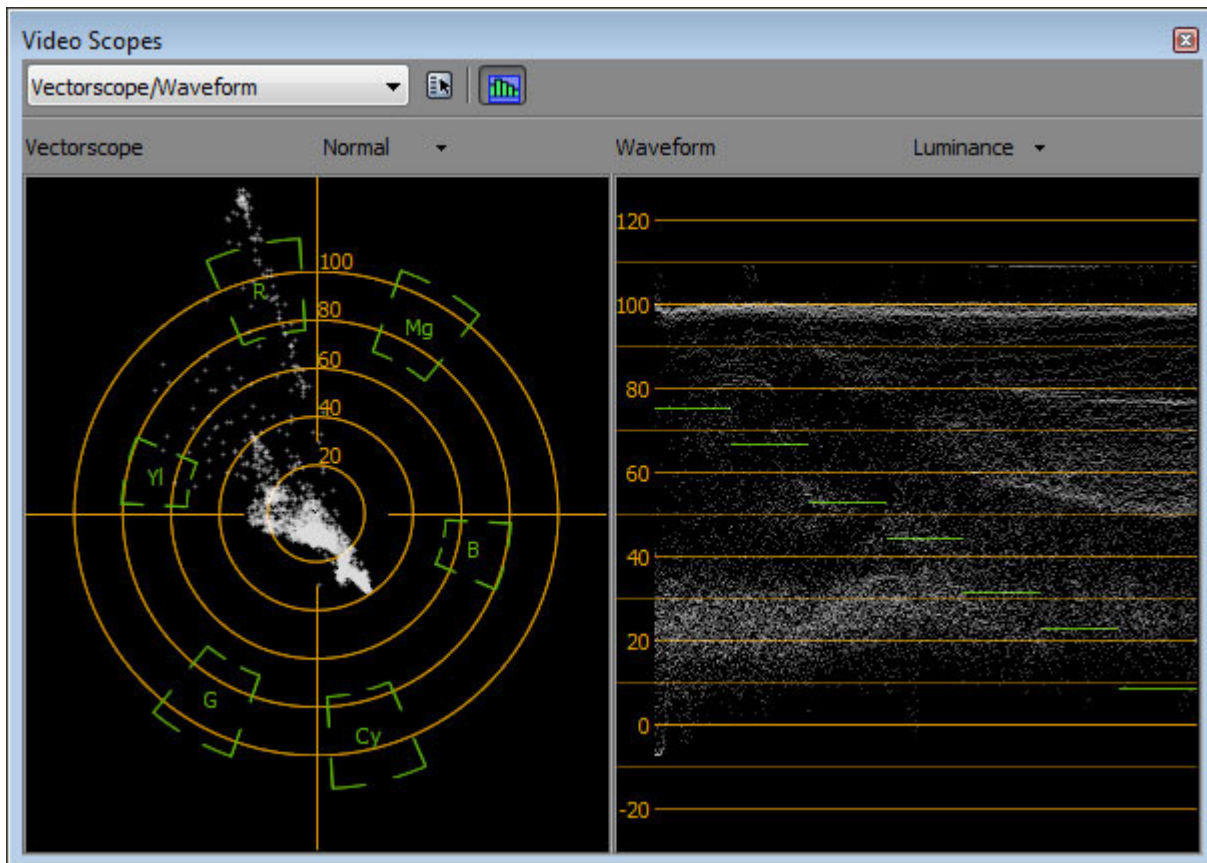 Video Scopes
Vectorscope/Waveform
Vectorscope Normal Waveform Luminance
100
80
60
40
20
R
Mg
Yl
B
G
Cy
120
100
80
60
40
20
0
-20